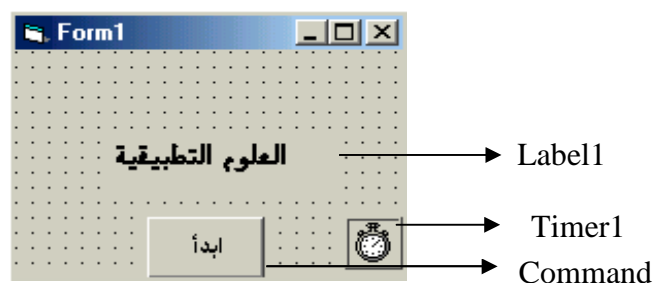 Form1
العلوم التطبيقية
Label1
Timer1
ابدأ
Command